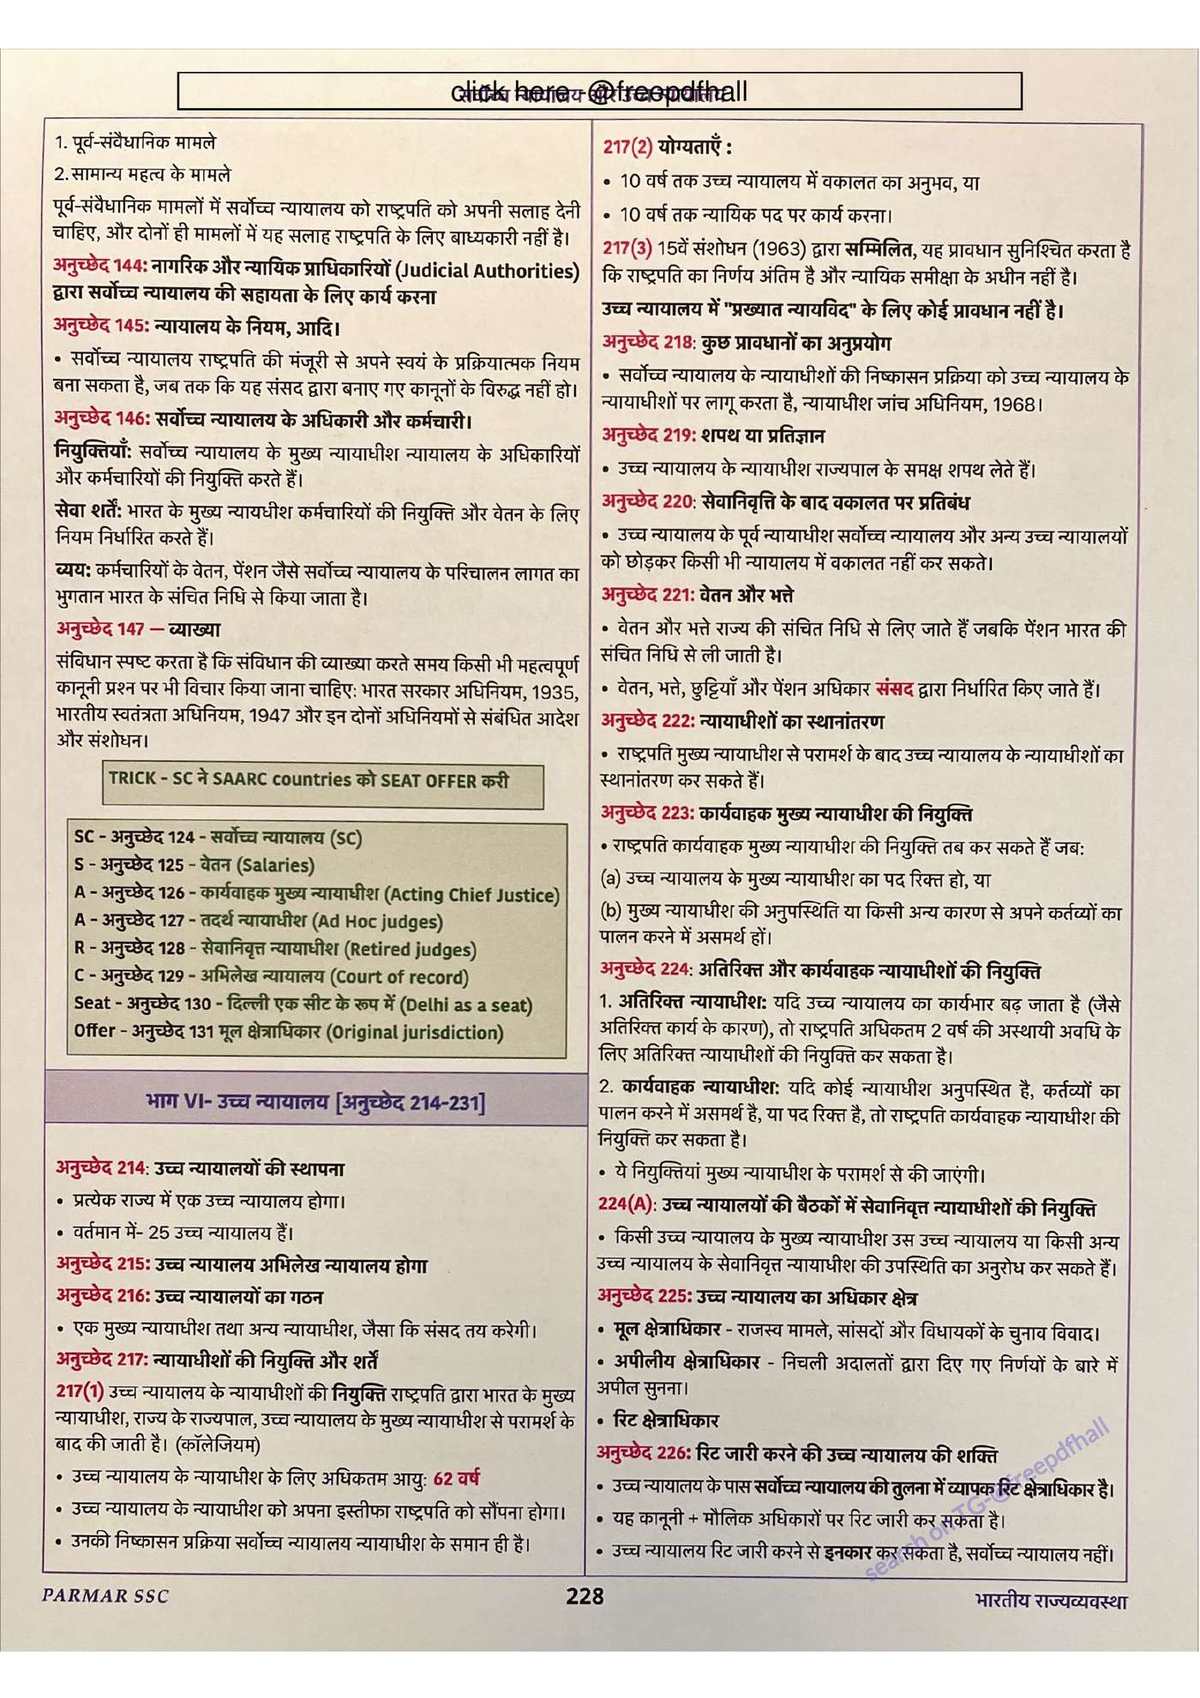 click here - @freepdfhall
सर्वोच्च न्यायालय और उच्च न्यायालय
1. पूर्व-संवैधानिक मामले
2. सामान्य महत्व के मामले
पूर्व-संवैधानिक मामलों में सर्वोच्च न्यायालय को राष्ट्रपति को अपनी सलाह देनी
चाहिए, और दोनों ही मामलों में यह सलाह राष्ट्रपति के लिए बाध्यकारी नहीं है।
अनुच्छेद 144: नागरिक और न्यायिक प्राधिकारियों (Judicial Authorities)
द्वारा सर्वोच्च न्यायालय की सहायता के लिए कार्य करना
अनुच्छेद 145: न्यायालय के नियम, आदि।
• सर्वोच्च न्यायालय राष्ट्रपति की मंजूरी से अपने स्वयं के प्रक्रियात्मक नियम
बना सकता है, जब तक कि यह संसद द्वारा बनाए गए कानूनों के विरुद्ध नहीं हो।
अनुच्छेद 146: सर्वोच्च न्यायालय के अधिकारी और कर्मचारी।
नियुक्तियाँ: सर्वोच्च न्यायालय के मुख्य न्यायाधीश न्यायालय के अधिकारियों
और कर्मचारियों की नियुक्ति करते हैं।
सेवा शर्तें: भारत के मुख्य न्यायधीश कर्मचारियों की नियुक्ति और वेतन के लिए
नियम निर्धारित करते हैं।
व्यय: कर्मचारियों के वेतन, पेंशन जैसे सर्वोच्च न्यायालय के परिचालन लागत का
भुगतान भारत के संचित निधि से किया जाता है।
अनुच्छेद 147 – व्याख्या
संविधान स्पष्ट करता है कि संविधान की व्याख्या करते समय किसी भी महत्वपूर्ण
कानूनी प्रश्न पर भी विचार किया जाना चाहिए: भारत सरकार अधिनियम, 1935,
भारतीय स्वतंत्रता अधिनियम, 1947 और इन दोनों अधिनियमों से संबंधित आदेश
और संशोधन।
TRICK - SC ने SAARC countries को SEAT OFFER करी
SC - अनुच्छेद 124 - सर्वोच्च न्यायालय (SC)
S - अनुच्छेद 125 - वेतन (Salaries)
A - अनुच्छेद 126 - कार्यवाहक मुख्य न्यायाधीश (Acting Chief Justice)
A - अनुच्छेद 127 - तदर्थ न्यायाधीश (Ad Hoc judges)
R - अनुच्छेद 128 - सेवानिवृत्त न्यायाधीश (Retired judges)
C - अनुच्छेद 129 - अभिलेख न्यायालय (Court of record)
Seat - अनुच्छेद 130 - दिल्ली एक सीट के रूप में (Delhi as a seat)
Offer - अनुच्छेद 131 मूल क्षेत्राधिकार (Original jurisdiction)
भाग VI- उच्च न्यायालय [अनुच्छेद 214-231]
अनुच्छेद 214: उच्च न्यायालयों की स्थापना
• प्रत्येक राज्य में एक उच्च न्यायालय होगा।
• वर्तमान में- 25 उच्च न्यायालय हैं।
अनुच्छेद 215: उच्च न्यायालय अभिलेख न्यायालय होगा
अनुच्छेद 216: उच्च न्यायालयों का गठन
• एक मुख्य न्यायाधीश तथा अन्य न्यायाधीश, जैसा कि संसद तय करेगी।
अनुच्छेद 217: न्यायाधीशों की नियुक्ति और शर्तें
217(1) उच्च न्यायालय के न्यायाधीशों की नियुक्ति राष्ट्रपति द्वारा भारत के मुख्य
न्यायाधीश, राज्य के राज्यपाल, उच्च न्यायालय के मुख्य न्यायाधीश से परामर्श के
बाद की जाती है। (कॉलेजियम)
• उच्च न्यायालय के न्यायाधीश के लिए अधिकतम आयु: 62 वर्ष
• उच्च न्यायालय के न्यायाधीश को अपना इस्तीफा राष्ट्रपति को सौंपना होगा।
• उनकी निष्कासन प्रक्रिया सर्वोच्च न्यायालय न्यायाधीश के समान ही है।
217(2) योग्यताएँ :
• 10 वर्ष तक उच्च न्यायालय में वकालत का अनुभव, या
• 10 वर्ष तक न्यायिक पद पर कार्य करना।
217(3) 15वें संशोधन (1963) द्वारा सम्मिलित, यह प्रावधान सुनिश्चित करता है
कि राष्ट्रपति का निर्णय अंतिम है और न्यायिक समीक्षा के अधीन नहीं है।
उच्च न्यायालय में "प्रख्यात न्यायविद" के लिए कोई प्रावधान नहीं है।
अनुच्छेद 218: कुछ प्रावधानों का अनुप्रयोग
• सर्वोच्च न्यायालय के न्यायाधीशों की निष्कासन प्रक्रिया को उच्च न्यायालय के
न्यायाधीशों पर लागू करता है, न्यायाधीश जांच अधिनियम, 1968।
अनुच्छेद 219: शपथ या प्रतिज्ञान
• उच्च न्यायालय के न्यायाधीश राज्यपाल के समक्ष शपथ लेते हैं।
अनुच्छेद 220: सेवानिवृत्ति के बाद वकालत पर प्रतिबंध
• उच्च न्यायालय के पूर्व न्यायाधीश सर्वोच्च न्यायालय और अन्य उच्च न्यायालयों
को छोड़कर किसी भी न्यायालय में वकालत नहीं कर सकते।
अनुच्छेद 221: वेतन और भत्ते
• वेतन और भत्ते राज्य की संचित निधि से लिए जाते हैं जबकि पेंशन भारत की
संचित निधि से ली जाती है।
• वेतन, भत्ते, छुट्टियाँ और पेंशन अधिकार संसद द्वारा निर्धारित किए जाते हैं।
अनुच्छेद 222: न्यायाधीशों का स्थानांतरण
• राष्ट्रपति मुख्य न्यायाधीश से परामर्श के बाद उच्च न्यायालय के न्यायाधीशों का
स्थानांतरण कर सकते हैं।
अनुच्छेद 223: कार्यवाहक मुख्य न्यायाधीश की नियुक्ति
• राष्ट्रपति कार्यवाहक मुख्य न्यायाधीश की नियुक्ति तब कर सकते हैं जब:
(a) उच्च न्यायालय के मुख्य न्यायाधीश का पद रिक्त हो, या
(b) मुख्य न्यायाधीश की अनुपस्थिति या किसी अन्य कारण से अपने कर्तव्यों का
पालन करने में असमर्थ हों।
अनुच्छेद 224: अतिरिक्त और कार्यवाहक न्यायाधीशों की नियुक्ति
1. अतिरिक्त न्यायाधीश: यदि उच्च न्यायालय का कार्यभार बढ़ जाता है (जैसे
अतिरिक्त कार्य के कारण), तो राष्ट्रपति अधिकतम 2 वर्ष की अस्थायी अवधि के
लिए अतिरिक्त न्यायाधीशों की नियुक्ति कर सकता है।
2. कार्यवाहक न्यायाधीश: यदि कोई न्यायाधीश अनुपस्थित है, कर्तव्यों का
पालन करने में असमर्थ है, या पद रिक्त है, तो राष्ट्रपति कार्यवाहक न्यायाधीश की
नियुक्ति कर सकता है।
• ये नियुक्तियां मुख्य न्यायाधीश के परामर्श से की जाएंगी।
224(A): उच्च न्यायालयों की बैठकों में सेवानिवृत्त न्यायाधीशों की नियुक्ति
• किसी उच्च न्यायालय के मुख्य न्यायाधीश उस उच्च न्यायालय या किसी अन्य
उच्च न्यायालय के सेवानिवृत्त न्यायाधीश की उपस्थिति का अनुरोध कर सकते हैं।
अनुच्छेद 225: उच्च न्यायालय का अधिकार क्षेत्र
• मूल क्षेत्राधिकार - राजस्व मामले, सांसदों और विधायकों के चुनाव विवाद।
• अपीलीय क्षेत्राधिकार - निचली अदालतों द्वारा दिए गए निर्णयों के बारे में
अपील सुनना।
• रिट क्षेत्राधिकार
अनुच्छेद 226: रिट जारी करने की उच्च न्यायालय की शक्ति
• उच्च न्यायालय के पास सर्वोच्च न्यायालय की तुलना में व्यापक रिट क्षेत्राधिकार है।
• यह कानूनी + मौलिक अधिकारों पर रिट जारी कर सकता है।
• उच्च न्यायालय रिट जारी करने से इनकार कर सकता है, सर्वोच्च न्यायालय नहीं।
search on TG-@freepdfhall
PARMAR SSC
228
भारतीय राज्यव्यवस्था